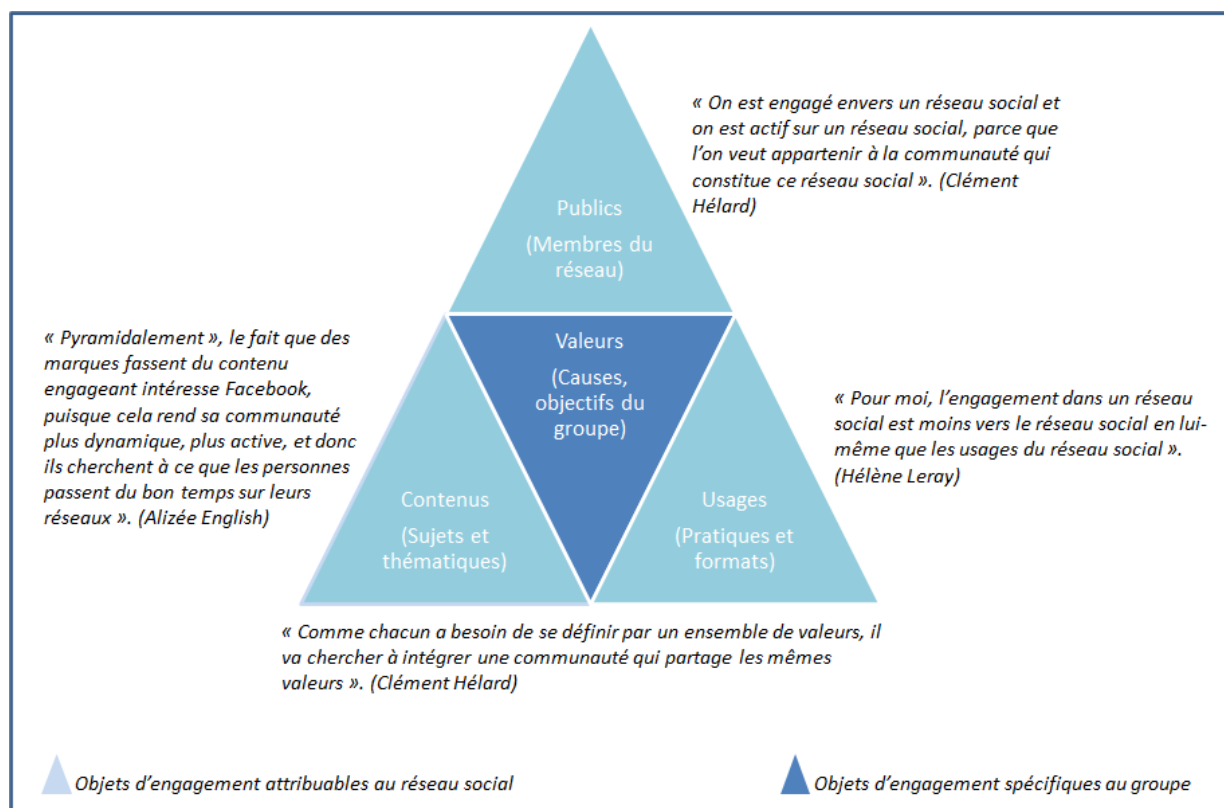 « On est engagé envers un réseau social et
on est actif sur un réseau social, parce que
l’on veut appartenir à la communauté qui
constitue ce réseau social ». (Clément
Hélard)
Publics
(Membres du
réseau)
« Pyramidalement », le fait que des
marques fassent du contenu
engageant intéresse Facebook,
puisque cela rend sa communauté
plus dynamique, plus active, et donc
ils cherchent à ce que les personnes
passent du bon temps sur leurs
réseaux ». (Alizée English)
Valeurs
(Causes,
objectifs du
groupe)
« Pour moi, l’engagement dans un réseau
social est moins vers le réseau social en lui-
même que les usages du réseau social ».
(Hélène Leray)
Contenus
(Sujets et
thématiques)
Usages
(Pratiques et
formats)
« Comme chacun a besoin de se définir par un ensemble de valeurs, il
va chercher à intégrer une communauté qui partage les mêmes
valeurs ». (Clément Hélard)
Objets d’engagement attribuables au réseau social
Objets d’engagement spécifiques au groupe